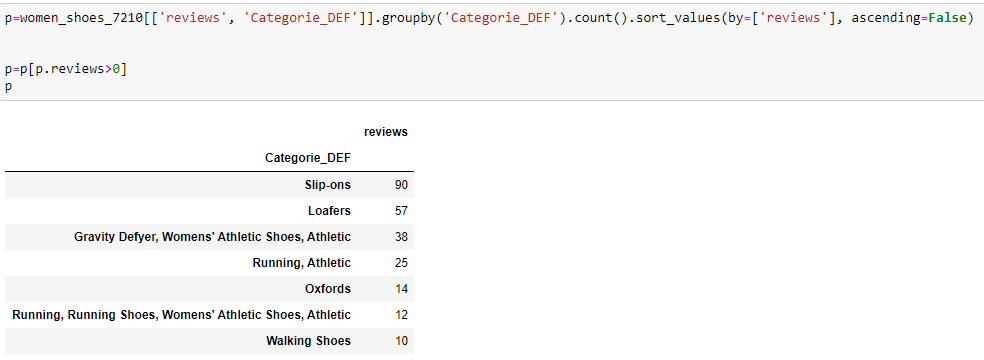 p=women_shoes_7210[['reviews', 'Categorie_DEF']].groupby('Categorie_DEF').count().sort_values(by=['reviews'], ascending=False)
p=p[p.reviews>0]
p
reviews
Categorie_DEF
Slip-ons 90
Loafers 57
Gravity Defyer, Womens' Athletic Shoes, Athletic 38
Running, Athletic 25
Oxfords 14
Running, Running Shoes, Womens' Athletic Shoes, Athletic 12
Walking Shoes 10